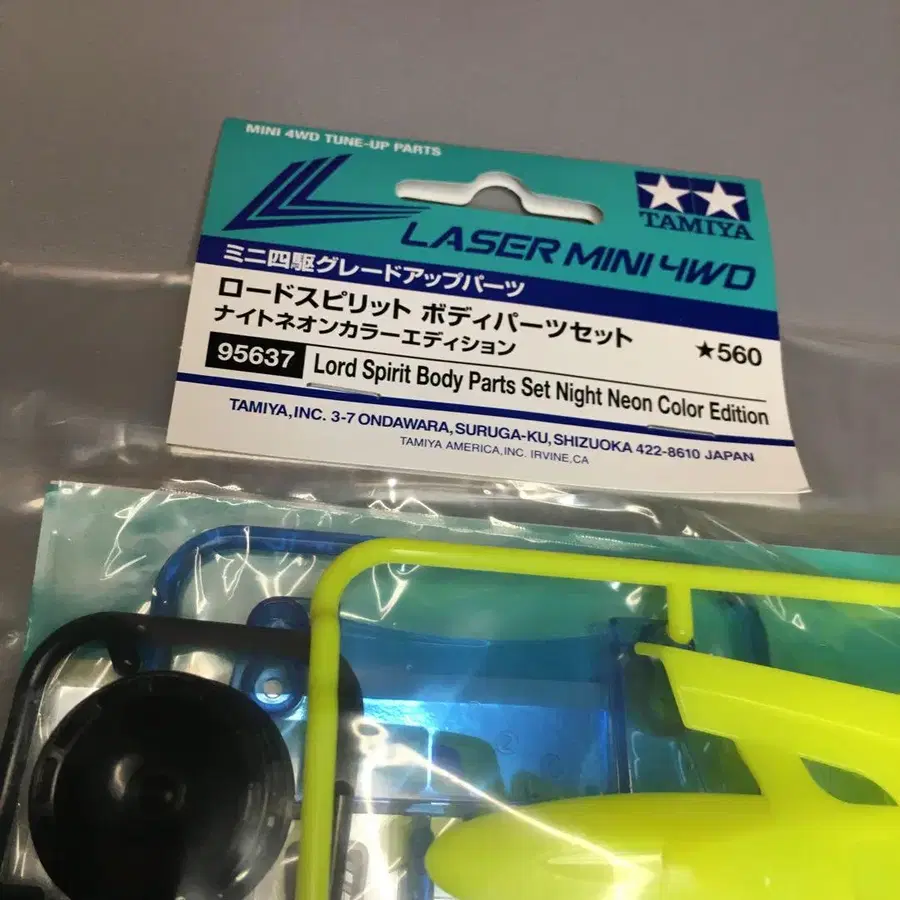 MINI 4WD TUNE-UP PARTS
TAMIYA
LASER MINI 4WD
ミニ四駆グレードアップパーツ
ロードスピリット ボディパーツセット
ナイトネオンカラーエディション
★560
95637 Lord Spirit Body Parts Set Night Neon Color Edition
TAMIYA,INC. 3-7 ONDAWARA, SURUGA-KU, SHIZUOKA 422-8610 JAPAN
TAMIYA AMERICA,INC. IRVINE,CA
②